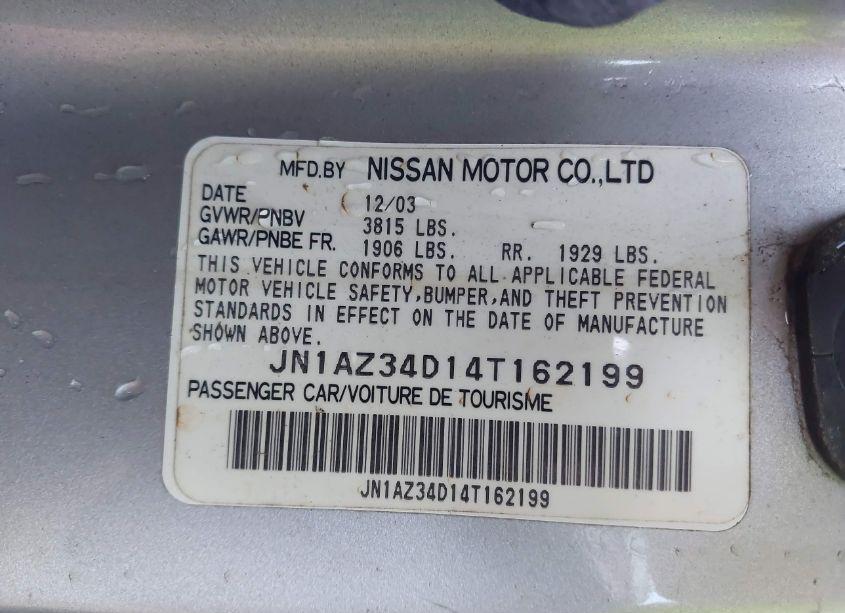 MFD.BY NISSAN MOTOR CO.,LTD
DATE 12/03
GVWR/PNBV 3815 LBS.
GAWR/PNBE FR. 1906 LBS. RR. 1929 LBS.
THIS VEHICLE CONFORMS TO ALL APPLICABLE FEDERAL
MOTOR VEHICLE SAFETY,BUMPER,AND THEFT PREVENTION
STANDARDS IN EFFECT ON THE DATE OF MANUFACTURE
SHOWN ABOVE.
JN1AZ34D14T162199
PASSENGER CAR/VOITURE DE TOURISME
JN1AZ34D14T162199